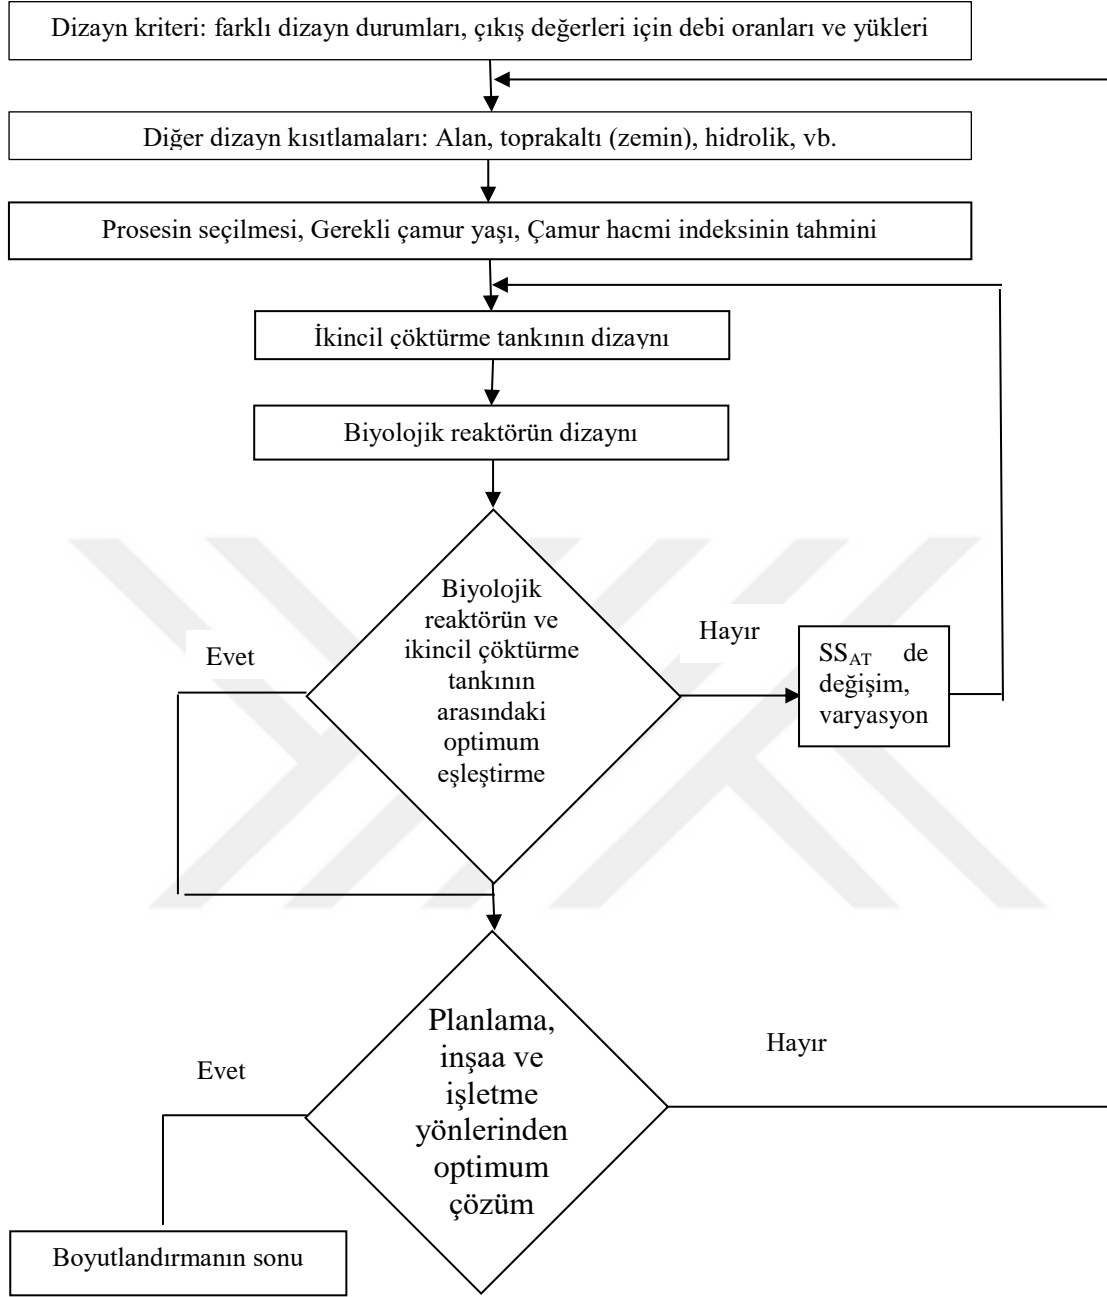 Dizayn kriteri: farklı dizayn durumları, çıkış değerleri için debi oranları ve yükleri
Diğer dizayn kısıtlamaları: Alan, toprakaltı (zemin), hidrolik, vb.
Prosesin seçilmesi, Gerekli çamur yaşı, Çamur hacmi indeksinin tahmini
İkincil çöktürme tankının dizaynı
Biyolojik reaktörün dizaynı
Biyolojik
reaktörün ve
ikincil çöktürme
tankının
arasındaki
optimum
eşleştirme
Evet
Hayır
SS_AT de
değişim,
varyasyon
Planlama,
inşaa ve
işletme
yönlerinden
optimum
çözüm
Evet
Hayır
Boyutlandırmanın sonu